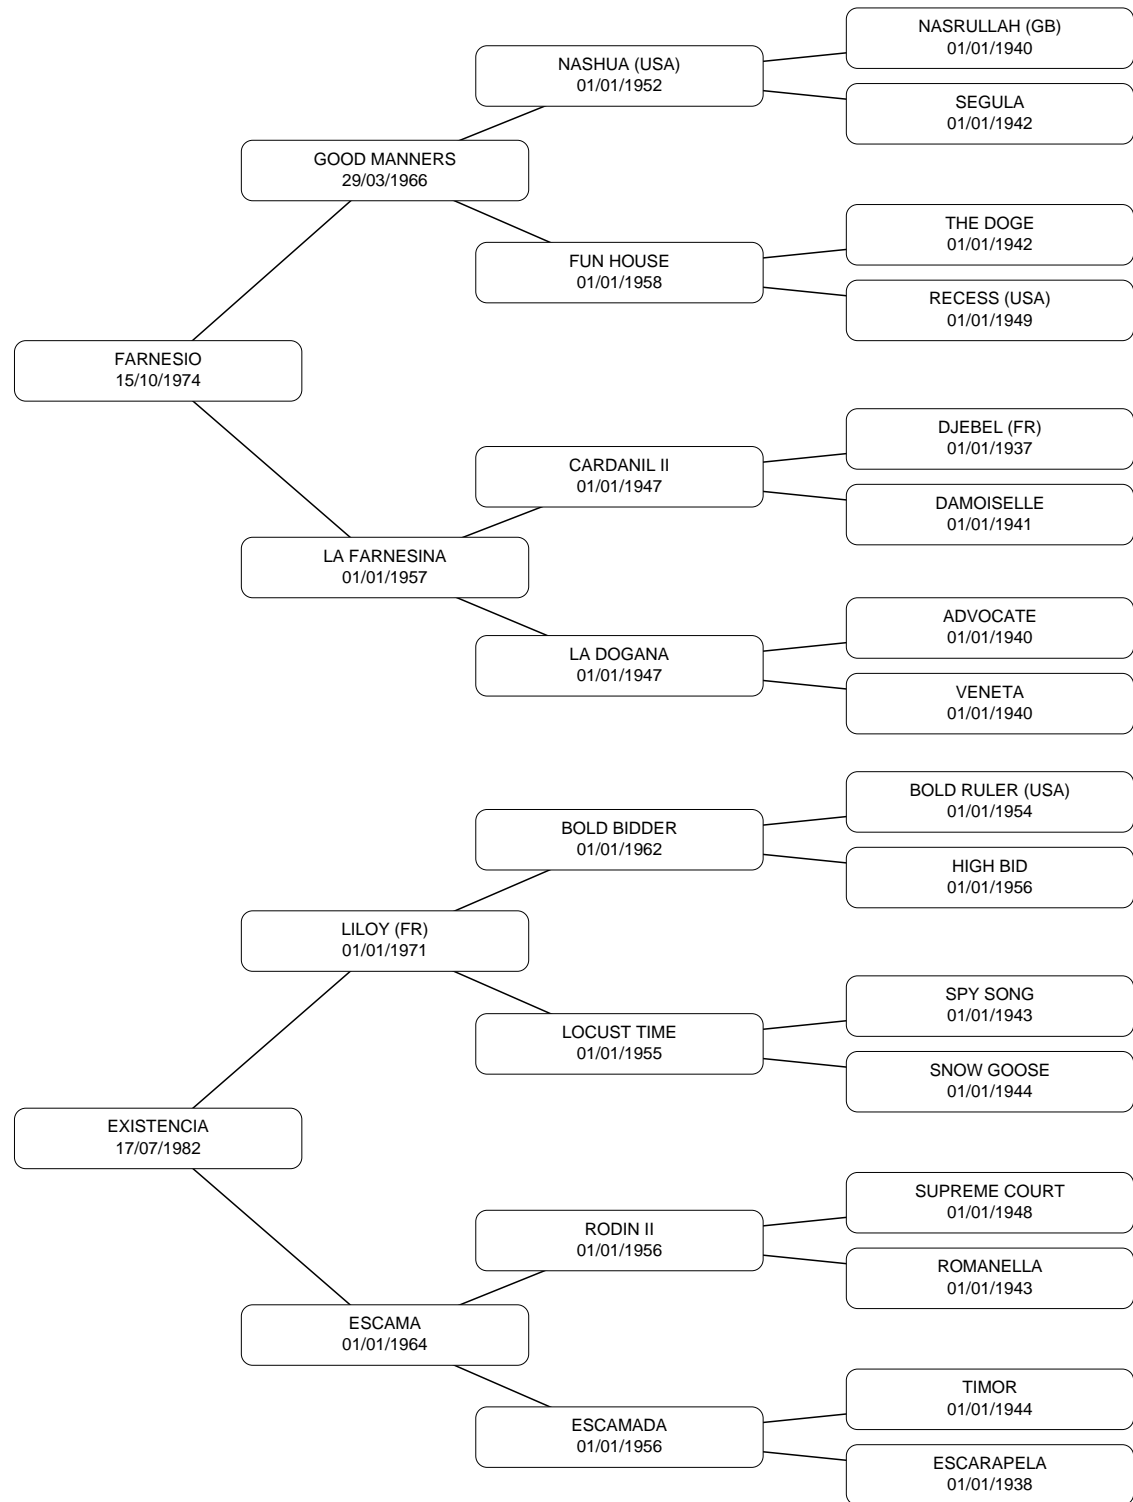 NASRULLAH (GB)
01/01/1940
NASHUA (USA)
01/01/1952
SEGULA
01/01/1942
GOOD MANNERS
29/03/1966
THE DOGE
01/01/1942
FUN HOUSE
01/01/1958
RECESS (USA)
01/01/1949
FARNESIO
15/10/1974
DJEBEL (FR)
01/01/1937
CARDANIL II
01/01/1947
DAMOISELLE
01/01/1941
LA FARNESINA
01/01/1957
ADVOCATE
01/01/1940
LA DOGANA
01/01/1947
VENETA
01/01/1940
BOLD RULER (USA)
01/01/1954
BOLD BIDDER
01/01/1962
HIGH BID
01/01/1956
LILOY (FR)
01/01/1971
SPY SONG
01/01/1943
LOCUST TIME
01/01/1955
SNOW GOOSE
01/01/1944
EXISTENCIA
17/07/1982
SUPREME COURT
01/01/1948
RODIN II
01/01/1956
ROMANELLA
01/01/1943
ESCAMA
01/01/1964
TIMOR
01/01/1944
ESCAMADA
01/01/1956
ESCARAPELA
01/01/1938